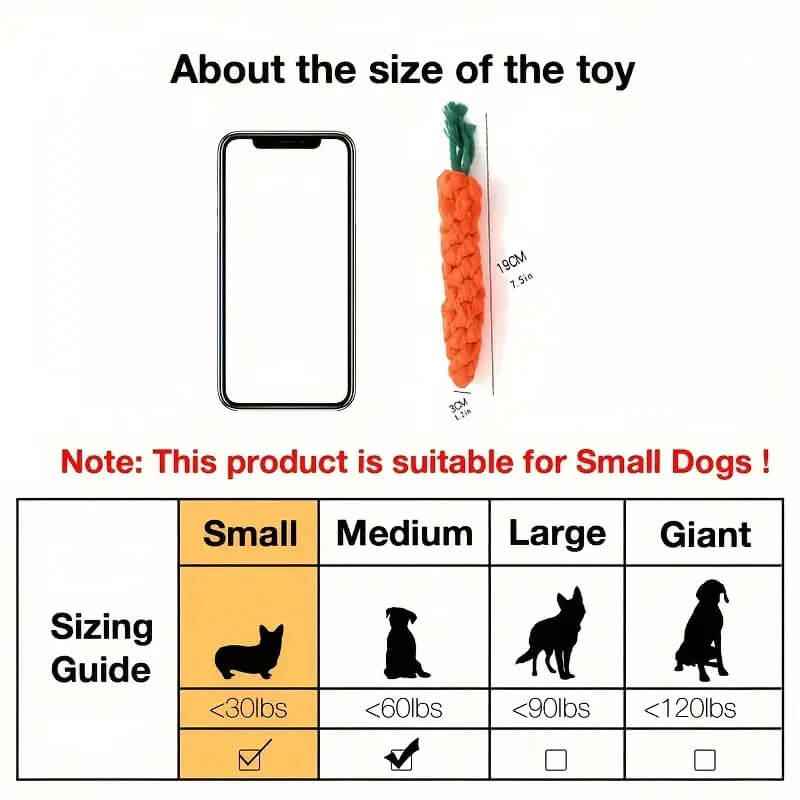 About the size of the toy
19CM
7.5in
3CM
1.2in
Note: This product is suitable for Small Dogs !
Small Medium Large Giant
Sizing
Guide
<30lbs <60lbs <90lbs <120lbs